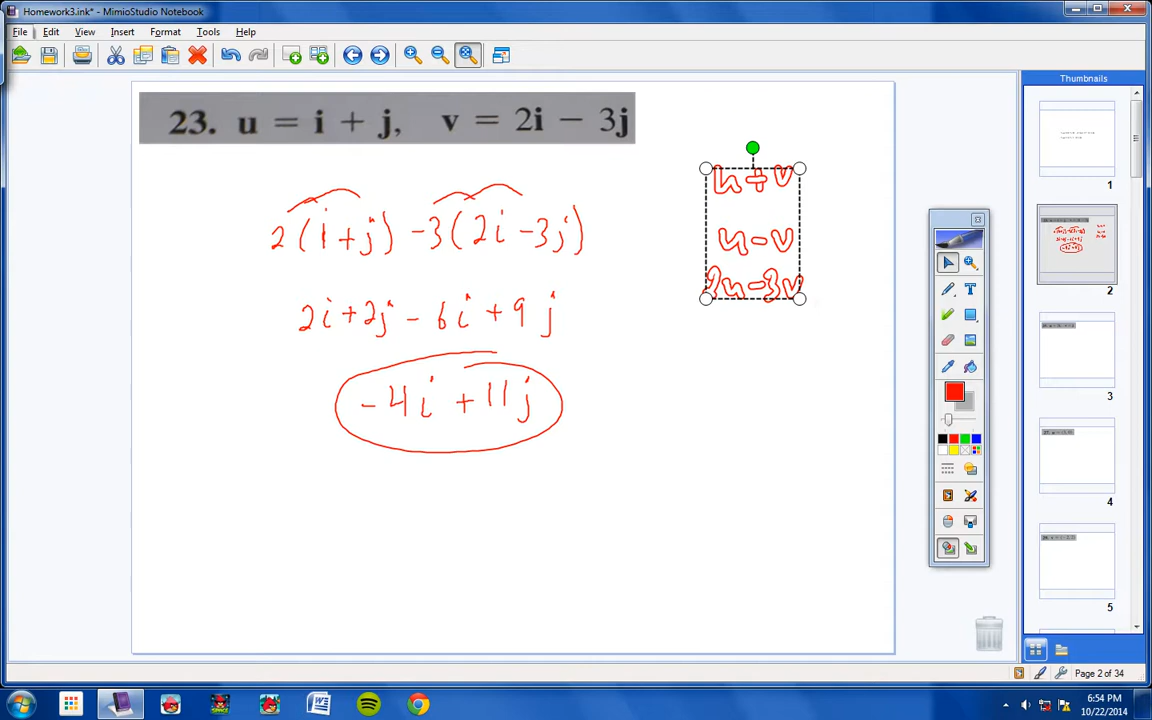 Homework3.ink* - MimioStudio Notebook
File Edit View Insert Format Tools Help
23. u = i + j, v = 2i − 3j
u+v
u-v
2u-3v
2(i+j) -3(2i-3j)
2i+2j-6i+9j
-4i+11j
Thumbnails
1
2
3
4
5
Page 2 of 34
6:54 PM
10/22/2014